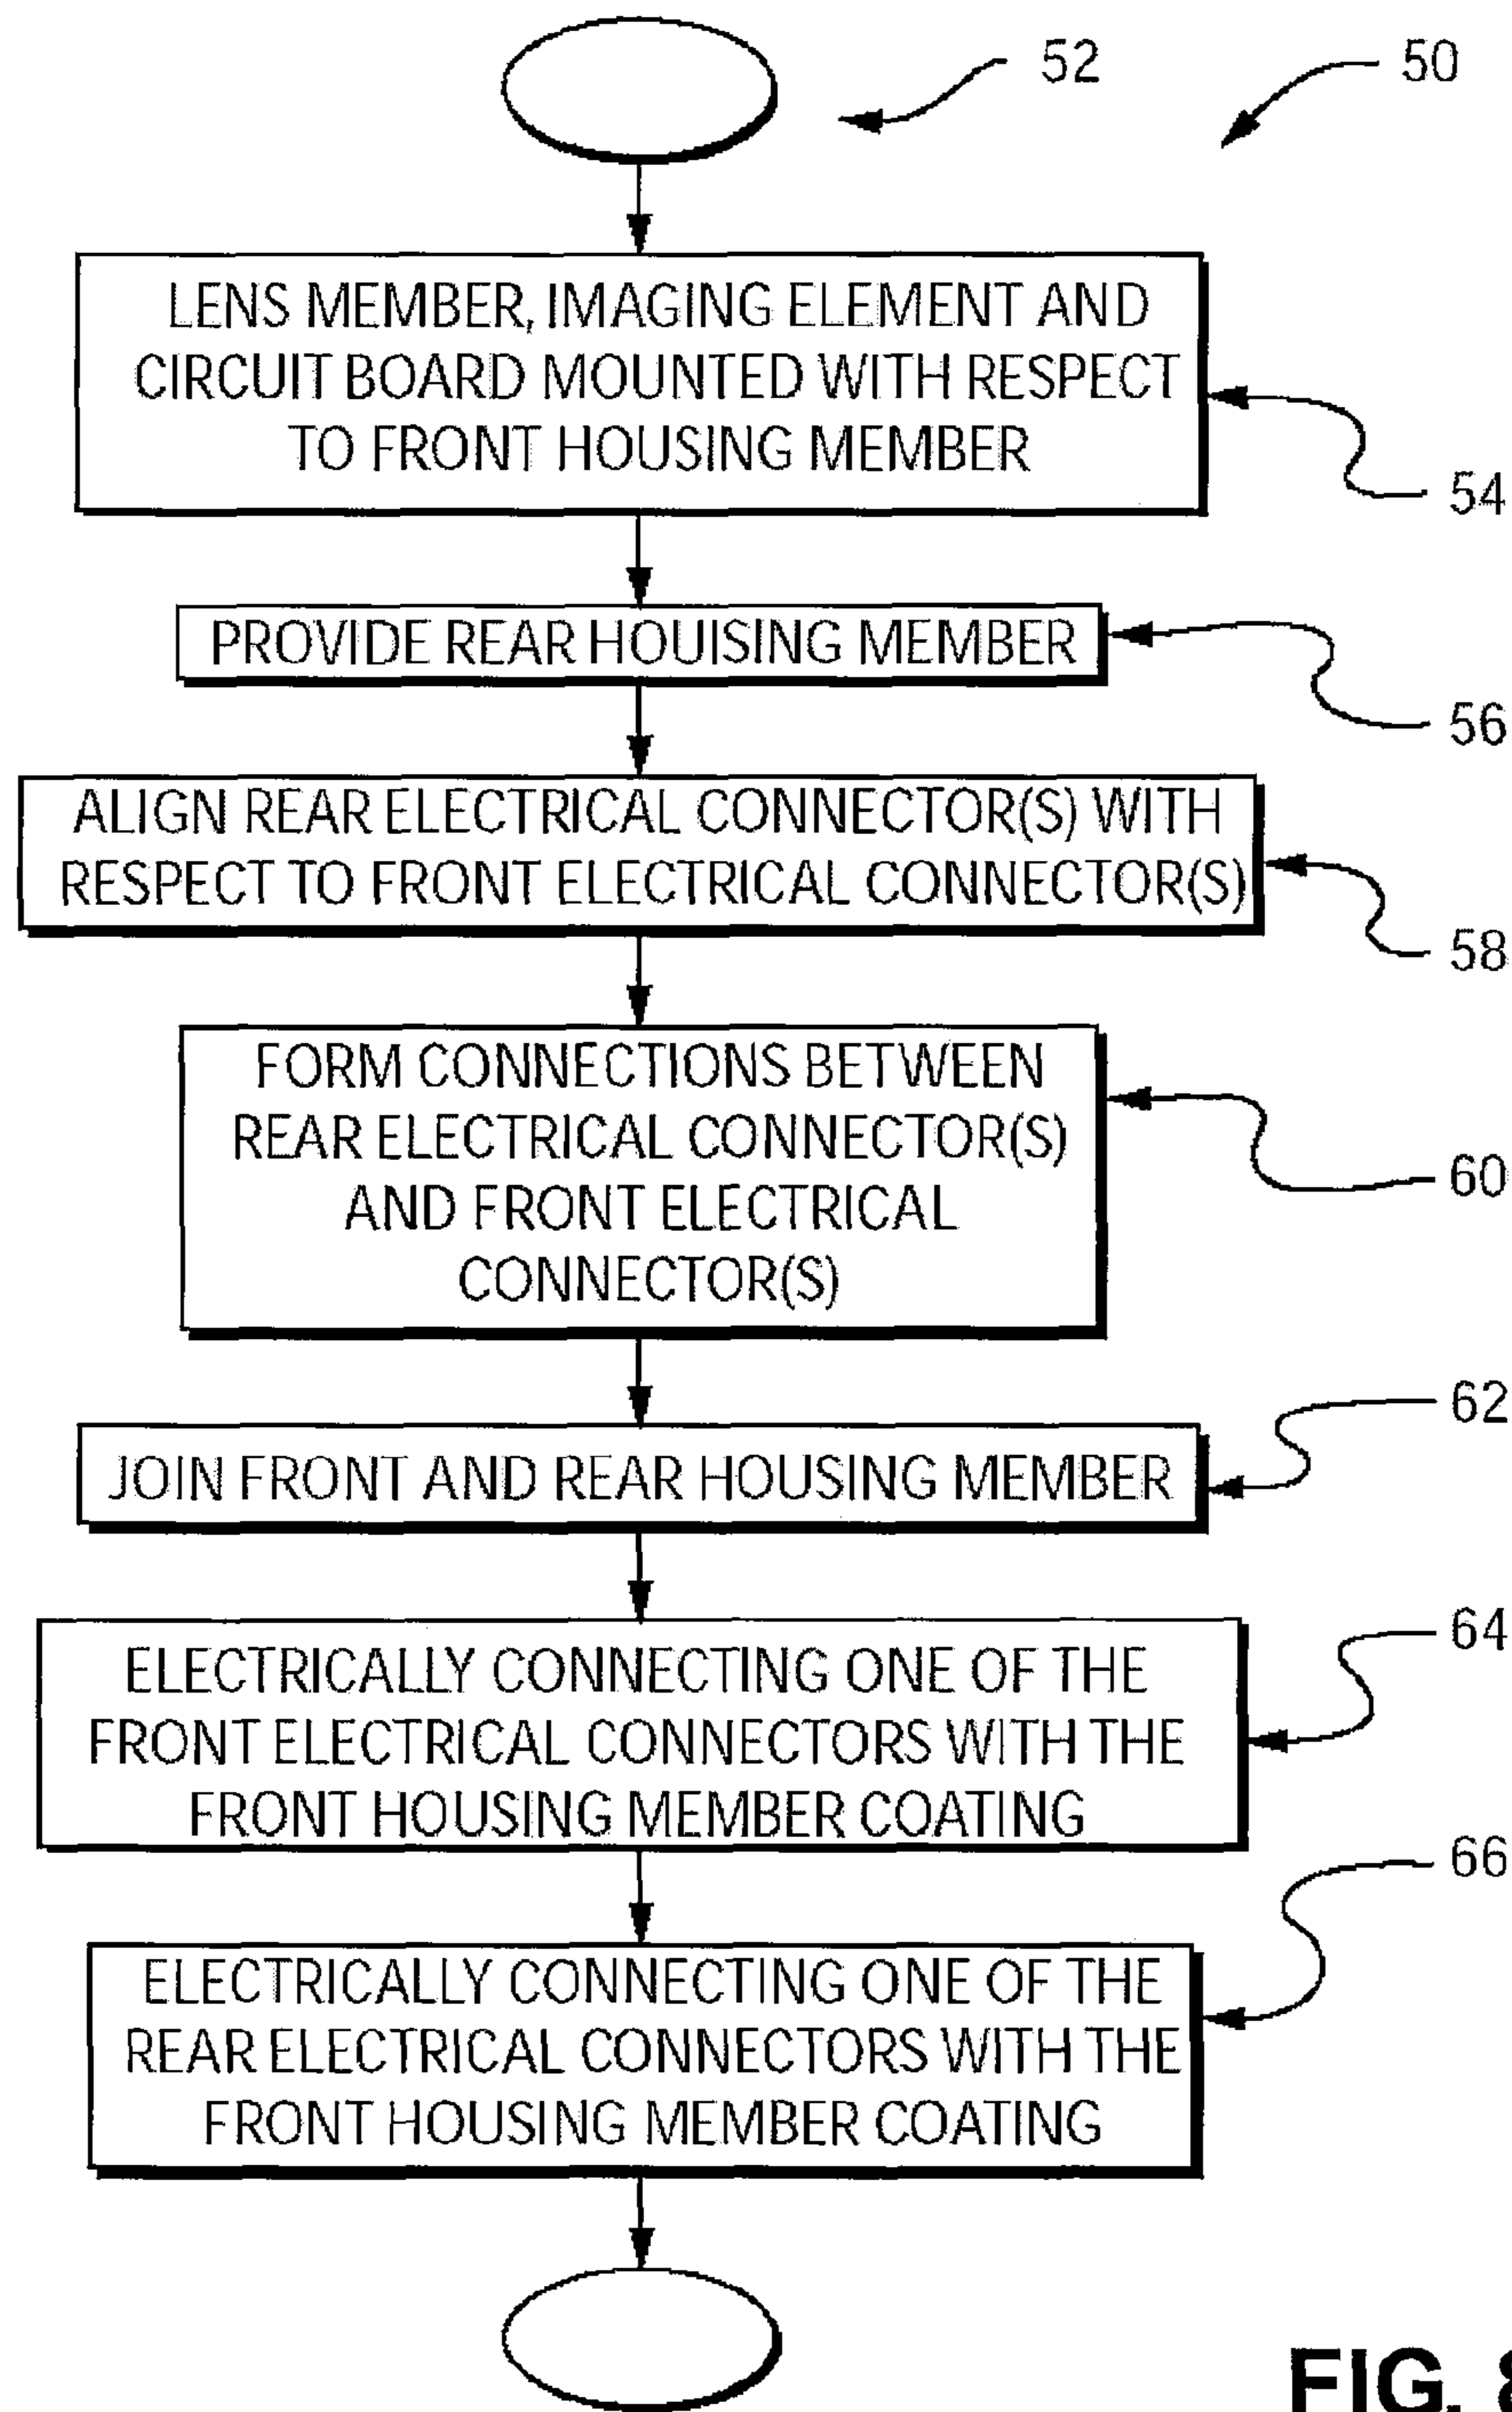 52
50
LENS MEMBER, IMAGING ELEMENT AND
CIRCUIT BOARD MOUNTED WITH RESPECT
TO FRONT HOUSING MEMBER
54
PROVIDE REAR HOUISING MEMBER
56
ALIGN REAR ELECTRICAL CONNECTOR(S) WITH
RESPECT TO FRONT ELECTRICAL CONNECTOR(S)
58
FORM CONNECTIONS BETWEEN
REAR ELECTRICAL CONNECTOR(S)
AND FRONT ELECTRICAL
CONNECTOR(S)
60
62
JOIN FRONT AND REAR HOUSING MEMBER
64
ELECTRICALLY CONNECTING ONE OF THE
FRONT ELECTRICAL CONNECTORS WITH THE
FRONT HOUSING MEMBER COATING
66
ELECTRICALLY CONNECTING ONE OF THE
REAR ELECTRICAL CONNECTORS WITH THE
FRONT HOUSING MEMBER COATING
FIG. 8